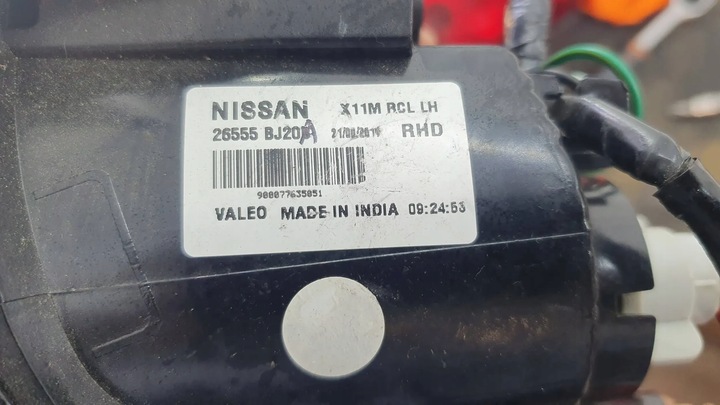 NISSAN X11M RCL LH
26555 BJ20A RHD
900077635051
VALEO MADE IN INDIA 09:24:53